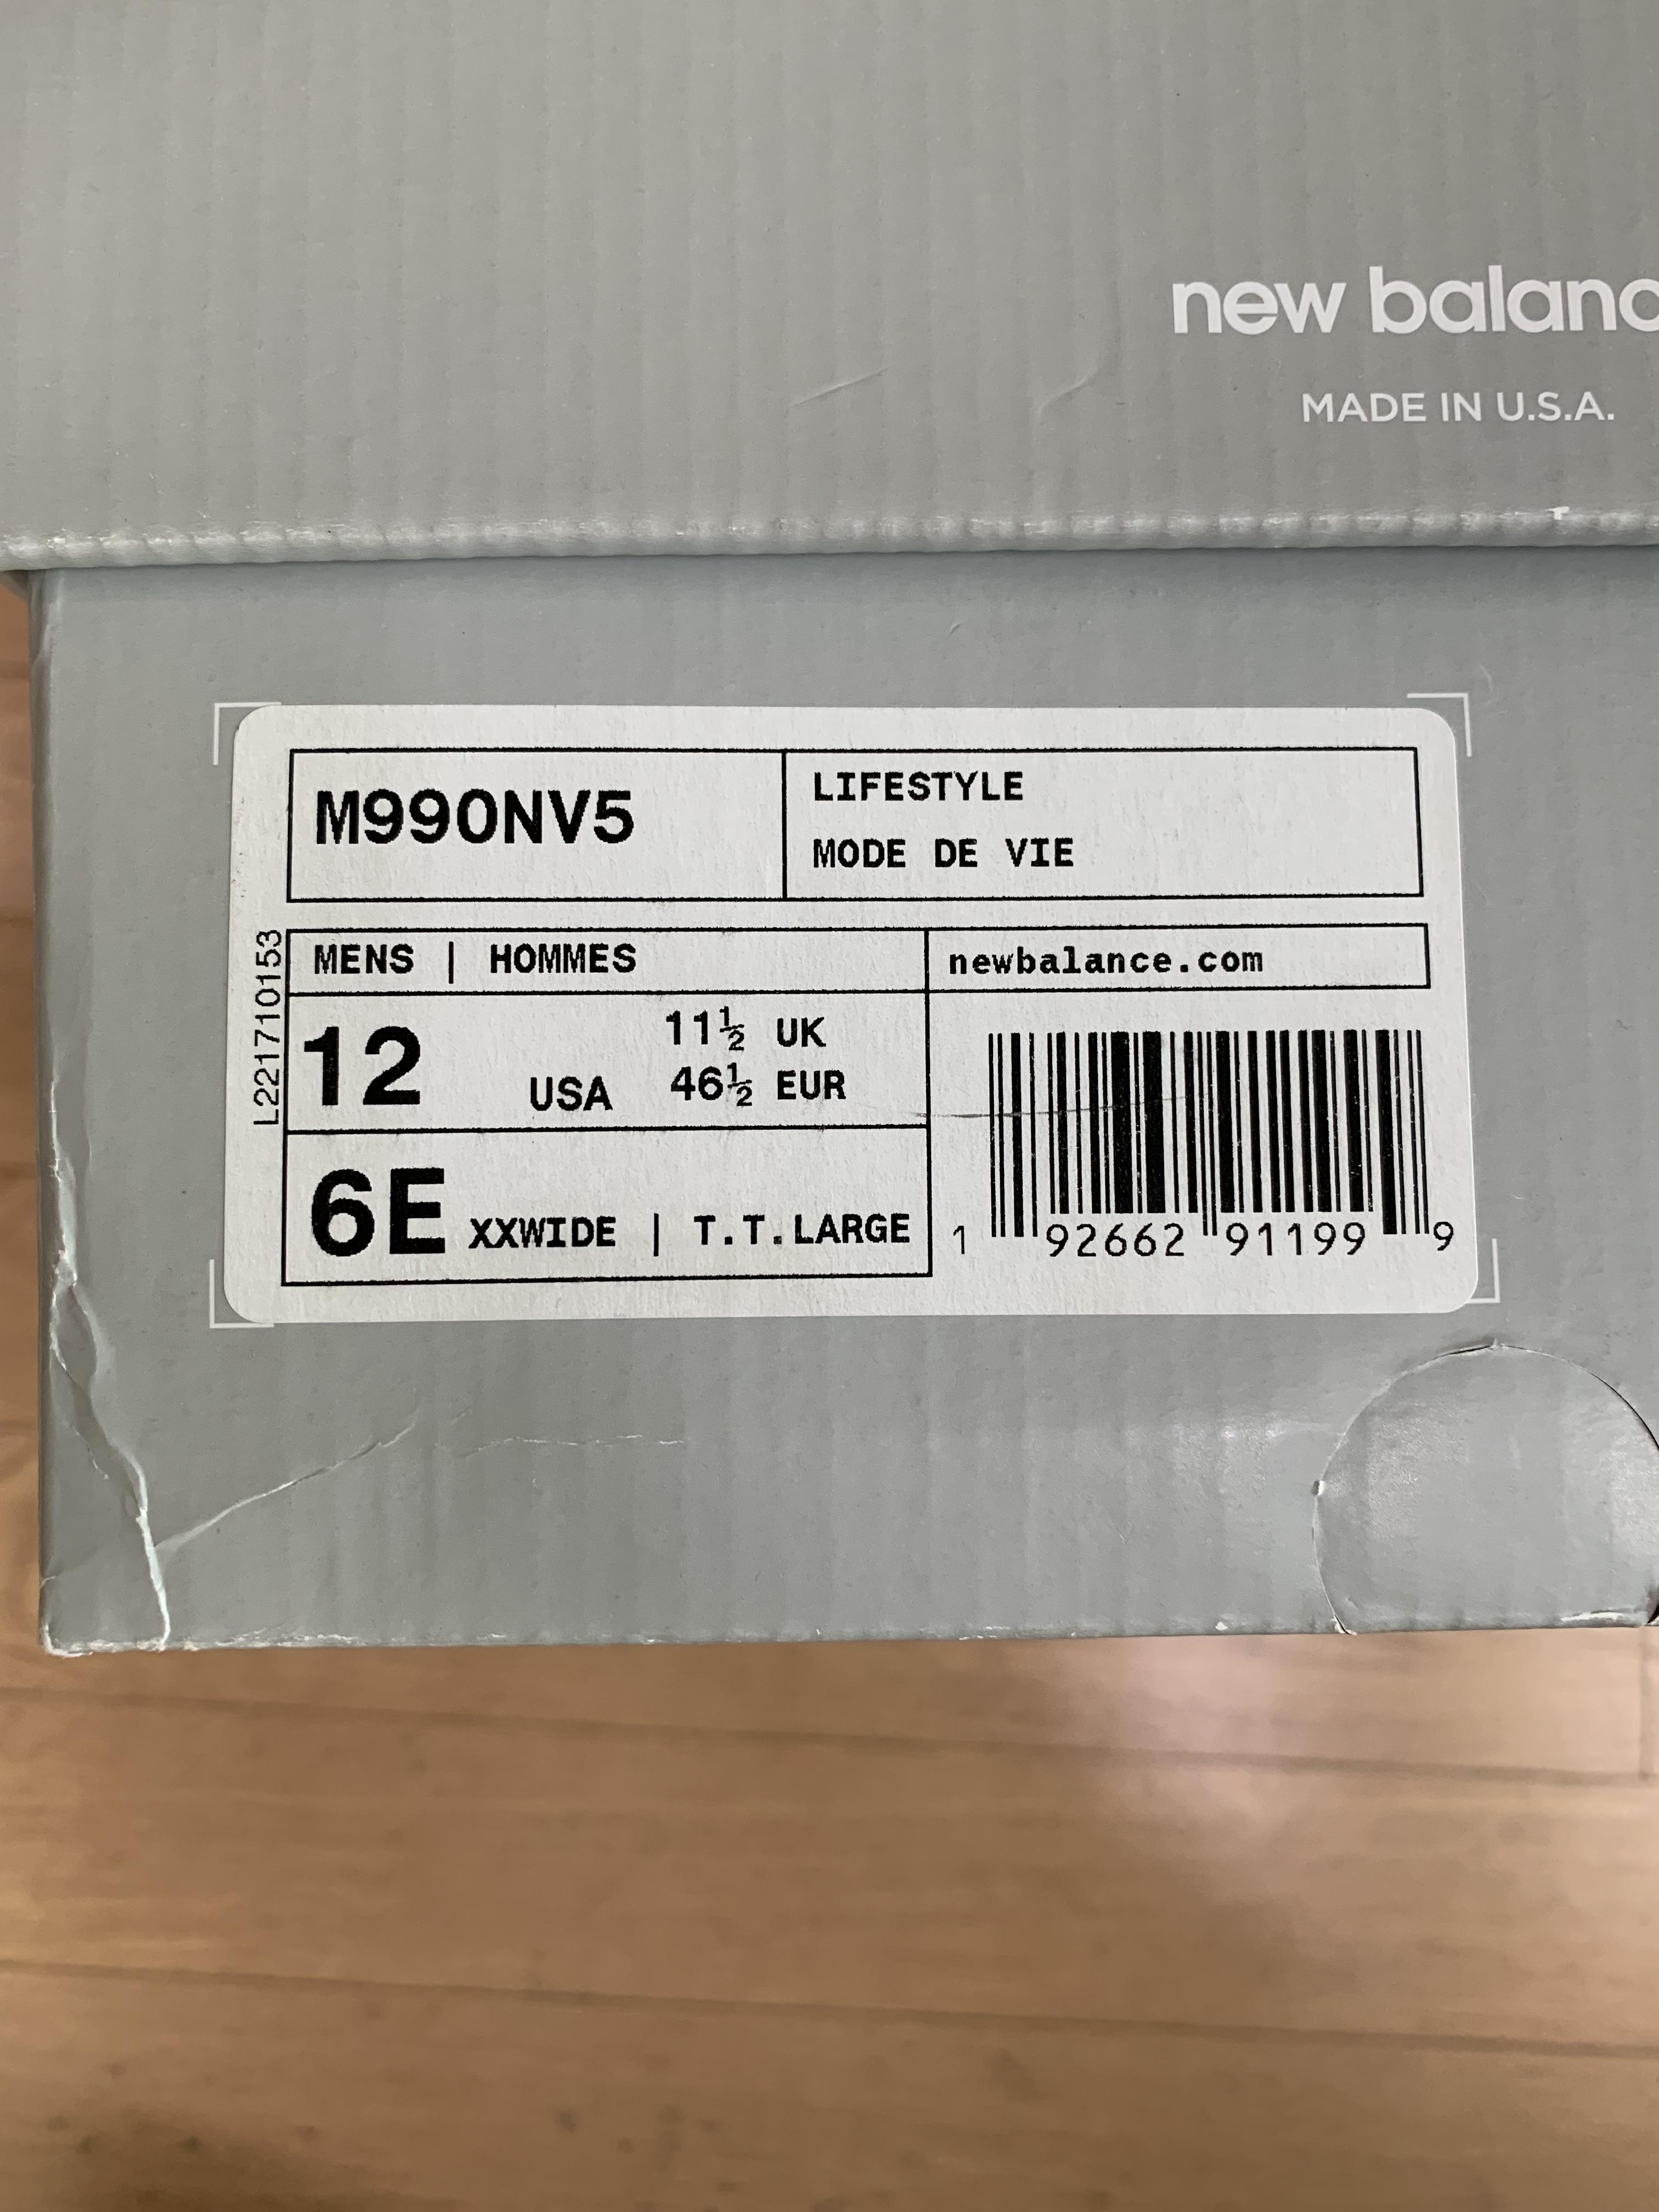 new balanc
MADE IN U.S.A.
M990NV5
LIFESTYLE
MODE DE VIE
L221710153
MENS | HOMMES
newbalance.com
12 USA
11½ UK
46½ EUR
6E XXWIDE | T.T.LARGE
1 92662 91199 9